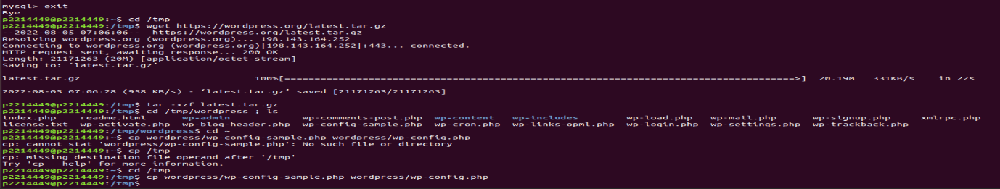 mysql> exit
Bye
p2214449@p2214449:~$ cd /tmp
p2214449@p2214449:/tmp$ wget https://wordpress.org/latest.tar.gz
--2022-08-05 07:06:06--  https://wordpress.org/latest.tar.gz
Resolving wordpress.org (wordpress.org)... 198.143.164.252
Connecting to wordpress.org (wordpress.org)|198.143.164.252|:443... connected.
HTTP request sent, awaiting response... 200 OK
Length: 21171263 (20M) [application/octet-stream]
Saving to: ‘latest.tar.gz’
latest.tar.gz 100%[------------------------------------------------------------------------------------->] 20.19M 331KB/s in 22s
2022-08-05 07:06:28 (958 KB/s) - ‘latest.tar.gz’ saved [21171263/21171263]
p2214449@p2214449:/tmp$ tar -xzf latest.tar.gz
p2214449@p2214449:/tmp$ cd /tmp/wordpress ; ls
index.php readme.html wp-admin wp-comments-post.php wp-content wp-includes wp-load.php wp-mail.php wp-signup.php xmlrpc.php
license.txt wp-activate.php wp-blog-header.php wp-config-sample.php wp-cron.php wp-links-opml.php wp-login.php wp-settings.php wp-trackback.php
p2214449@p2214449:/tmp/wordpress$ cd ~
p2214449@p2214449:~$ cp wordpress/wp-config-sample.php wordpress/wp-config.php
cp: cannot stat 'wordpress/wp-config-sample.php': No such file or directory
p2214449@p2214449:~$ cp /tmp
cp: missing destination file operand after '/tmp'
Try 'cp --help' for more information.
p2214449@p2214449:~$ cd /tmp
p2214449@p2214449:/tmp$ cp wordpress/wp-config-sample.php wordpress/wp-config.php
p2214449@p2214449:/tmp$